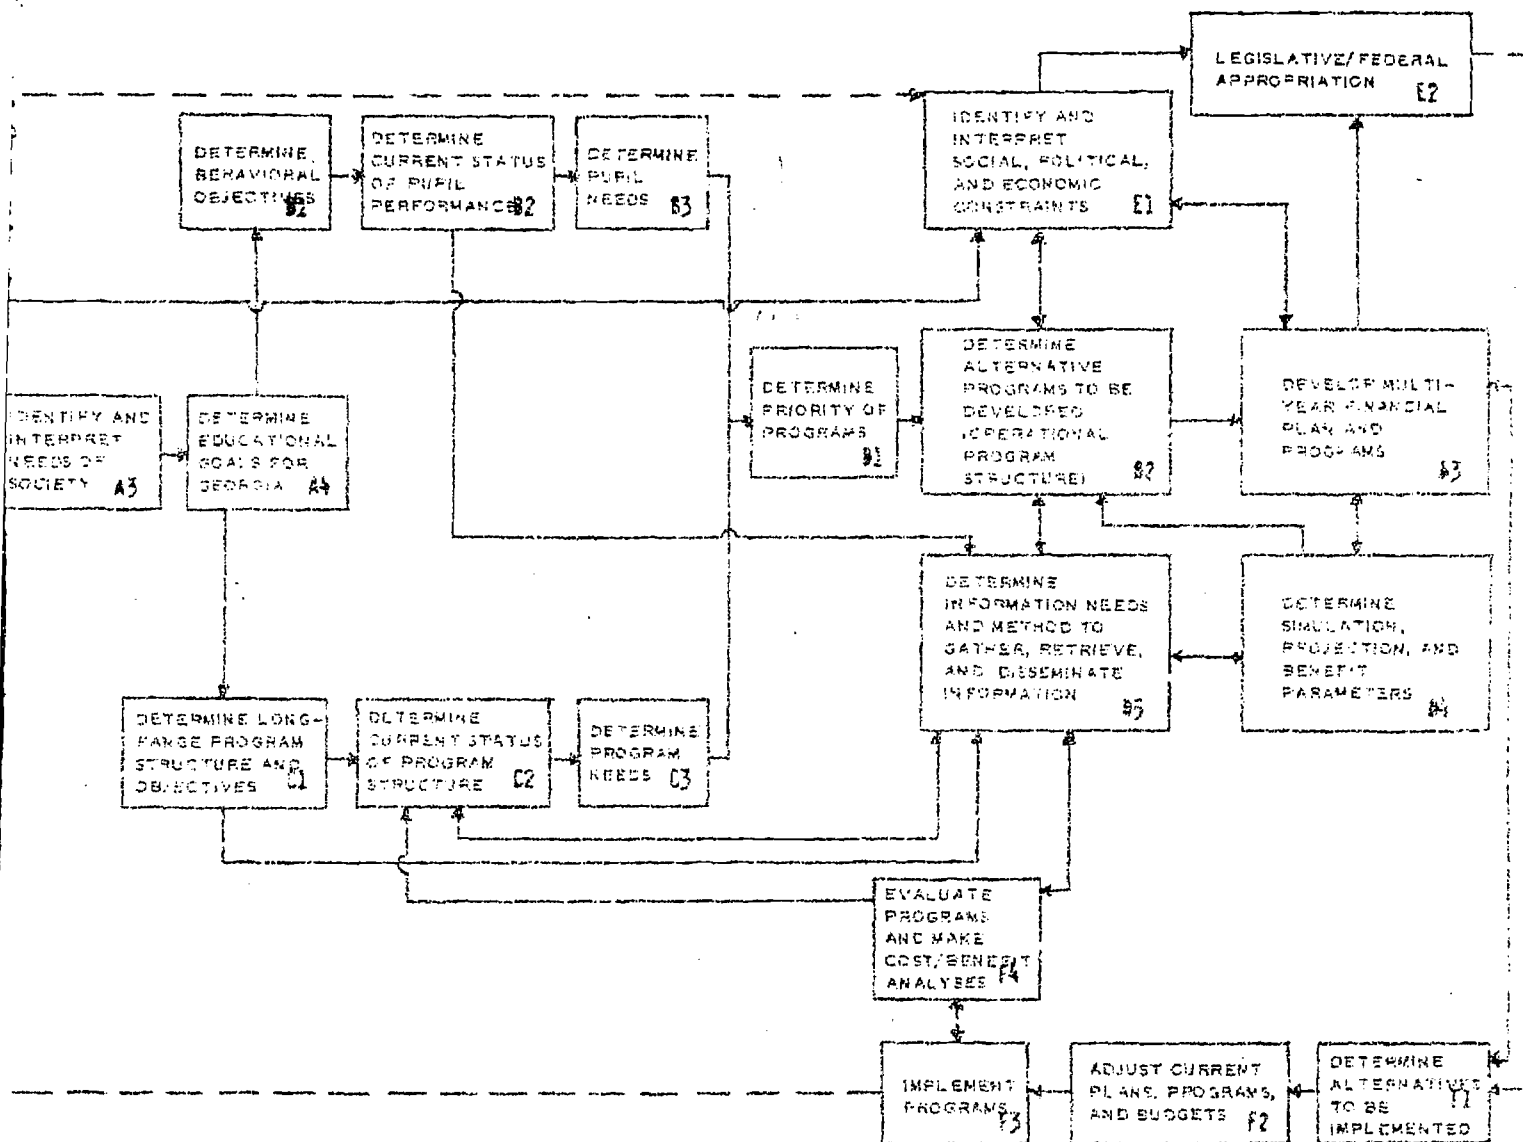 LEGISLATIVE/FEDERAL
APPROPRIATION E2
IDENTIFY AND
INTERPRET
SOCIAL, POLITICAL,
AND ECONOMIC
CONSTRAINTS E1
DETERMINE
BEHAVIORAL
OBJECTIVES
DETERMINE
CURRENT STATUS
OF PUPIL
PERFORMANCE B2
DETERMINE
PUPIL
NEEDS B3
DETERMINE
PRIORITY OF
PROGRAMS
DETERMINE
ALTERNATIVE
PROGRAMS TO BE
DEVELOPED
(OPERATIONAL
PROGRAM
STRUCTURE)
DEVELOP MULTI-
YEAR FINANCIAL
PLAN AND
PROGRAMS
IDENTIFY AND
INTERPRET
NEEDS OF
SOCIETY A3
DETERMINE
EDUCATIONAL
GOALS FOR
GEORGIA A4
DETERMINE
INFORMATION NEEDS
AND METHOD TO
GATHER, RETRIEVE,
AND DISSEMINATE
INFORMATION
DETERMINE
SIMULATION,
PROJECTION, AND
BENEFIT
PARAMETERS
DETERMINE LONG-
RANGE PROGRAM
STRUCTURE AND
OBJECTIVES C1
DETERMINE
CURRENT STATUS
OF PROGRAM
STRUCTURE C2
DETERMINE
PROGRAM
NEEDS C3
EVALUATE
PROGRAMS
AND MAKE
COST/BENEFIT
ANALYSES F4
IMPLEMENT
PROGRAMS F3
ADJUST CURRENT
PLANS, PROGRAMS,
AND BUDGETS F2
DETERMINE
ALTERNATIVES
TO BE F1
IMPLEMENTED